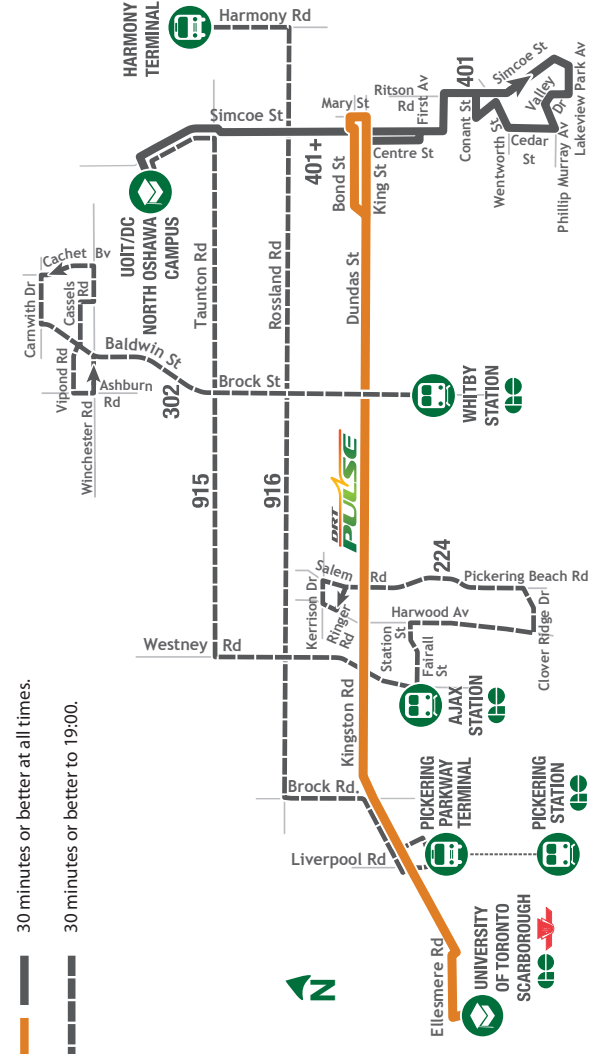 HARMONY
TERMINAL
Harmony Rd
Simcoe St
Mary St
Ritson
Rd
First Av
401
Simcoe St
Valley
Dr
Lakeview Park Av
Conant St
Wentworth St
Cedar
St
Phillip Murray Av
401+
Bond St
King St
Centre St
UOIT/DC
NORTH OSHAWA
CAMPUS
Taunton Rd
Rossland Rd
Dundas St
Cachet Bv
Carnwith Dr
Cassels
Rd
Vipond Rd
Baldwin St
Ashburn
Rd
Winchester Rd
302
Brock St
WHITBY
STATION
GO
915
916
DRT
PULSE
Salem Rd
Kerrison Dr
Ringer
Rd
224
Pickering Beach Rd
Harwood Av
Station
St
Fairall
St
Clover Ridge Dr
Westney Rd
AJAX
STATION
GO
Kingston Rd
Brock Rd.
Liverpool Rd
PICKERING
PARKWAY
TERMINAL
PICKERING
STATION
GO
Ellesmere Rd
UNIVERSITY
OF TORONTO
SCARBOROUGH
GO
N
30 minutes or better at all times.
30 minutes or better to 19:00.